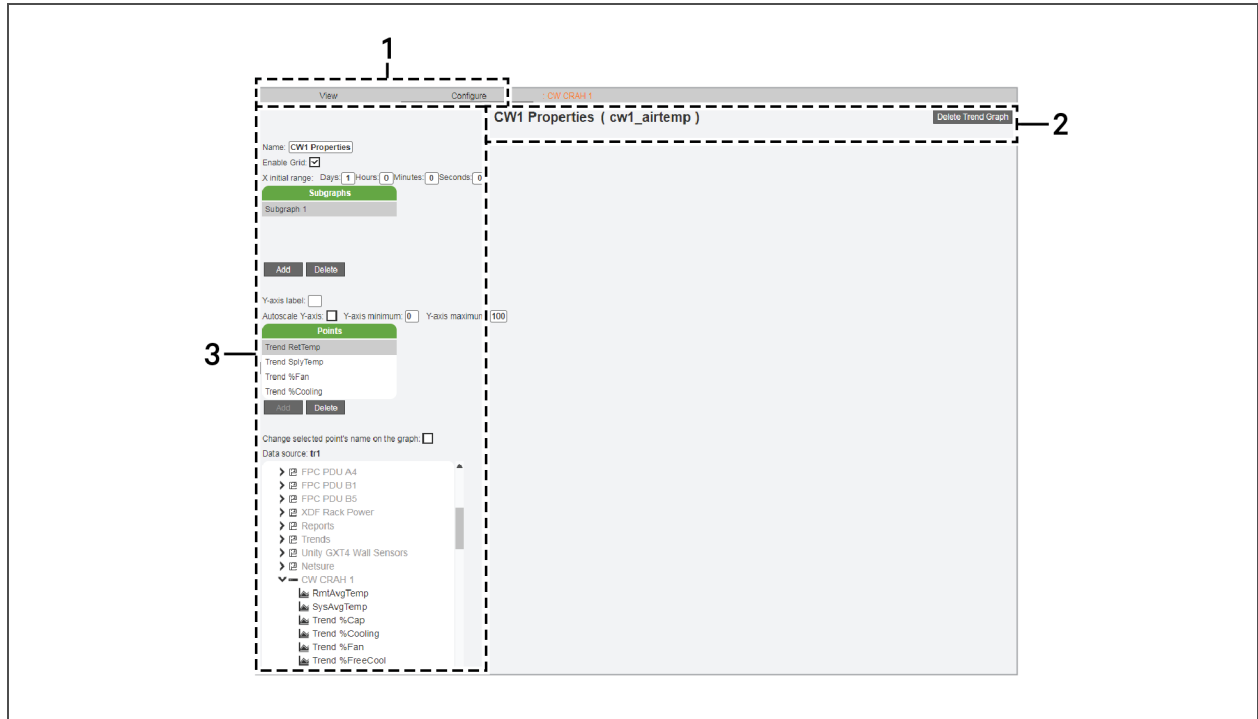 1
View Configure : CW CRAH 1
CW1 Properties ( cw1_airtemp ) Delete Trend Graph
2
Name: CW1 Properties
Enable Grid:
X initial range: Days: 1 Hours: 0 Minutes: 0 Seconds: 0
Subgraphs
Subgraph 1
Add Delete
Y-axis label:
Autoscale Y-axis: Y-axis minimum: 0 Y-axis maximum 100
Points
3
Trend RetTemp
Trend SplyTemp
Trend %Fan
Trend %Cooling
Add Delete
Change selected point's name on the graph:
Data source: tr1
FPC PDU A4
FPC PDU B1
FPC PDU B5
XDF Rack Power
Reports
Trends
Unity GXT4 Wall Sensors
Netsure
CW CRAH 1
RmtAvgTemp
SysAvgTemp
Trend %Cap
Trend %Cooling
Trend %Fan
Trend %FreeCool